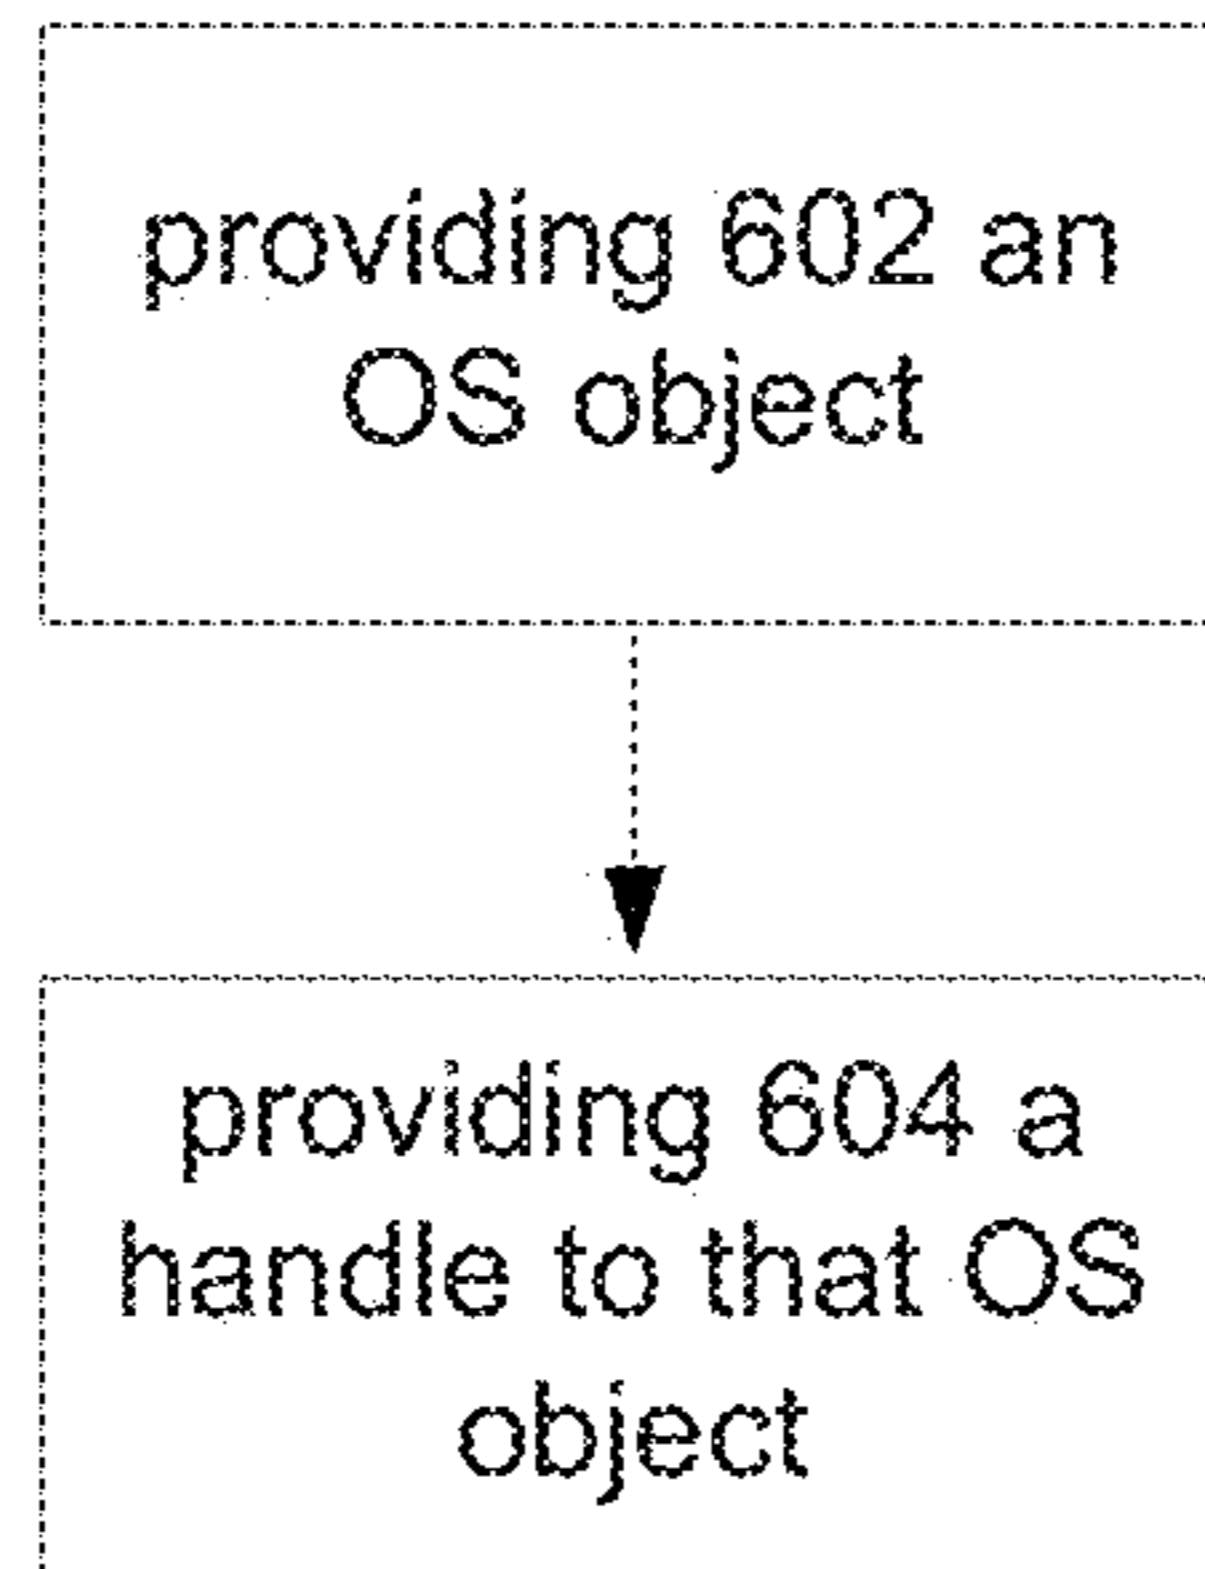 providing 602 an
OS object
providing 604 a
handle to that OS
object